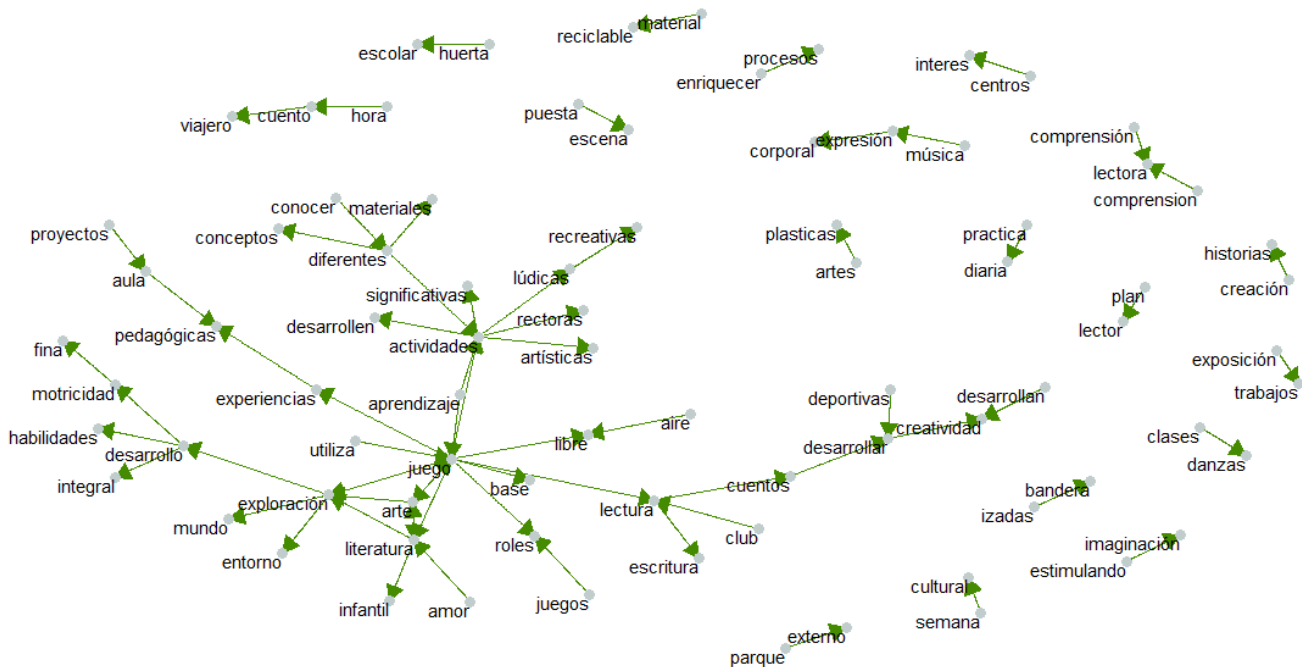 material
reciclable
escolar
huerta
procesos
enriquecer
interes
centros
viajero
cuento
hora
puesta
escena
corporal
expresión
música
comprensión
lectora
comprension
conocer
materiales
proyectos
conceptos
diferentes
recreativas
plasticas
artes
practica
diaria
historias
creación
aula
lúdicas
significativas
desarrollen
rectoras
plan
lector
pedagógicas
actividades
artísticas
fina
exposición
trabajos
motricidad
experiencias
aprendizaje
deportivas
desarrollan
habilidades
utiliza
libre
aire
creatividad
desarrollar
clases
danzas
desarrollo
juego
integral
base
cuentos
bandera
exploración
arte
lectura
izadas
mundo
club
entorno
literatura
roles
escritura
imaginación
estimulando
infantil
amor
juegos
cultural
semana
externo
parque